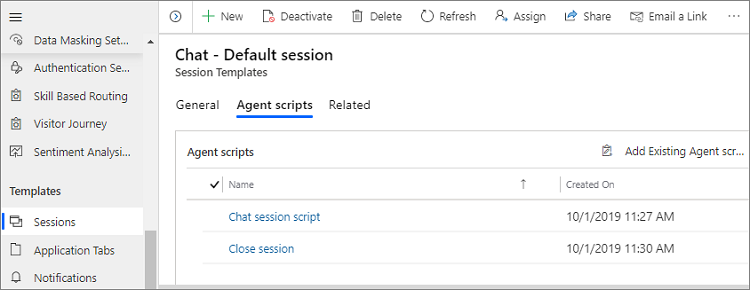 New Deactivate Delete Refresh Assign Share Email a Link
Data Masking Set...
Authentication Se...
Skill Based Routing
Visitor Journey
Sentiment Analysi...
Templates
Sessions
Application Tabs
Notifications
Chat - Default session
Session Templates
General Agent scripts Related
Agent scripts Add Existing Agent scr...
Name Created On
Chat session script 10/1/2019 11:27 AM
Close session 10/1/2019 11:30 AM